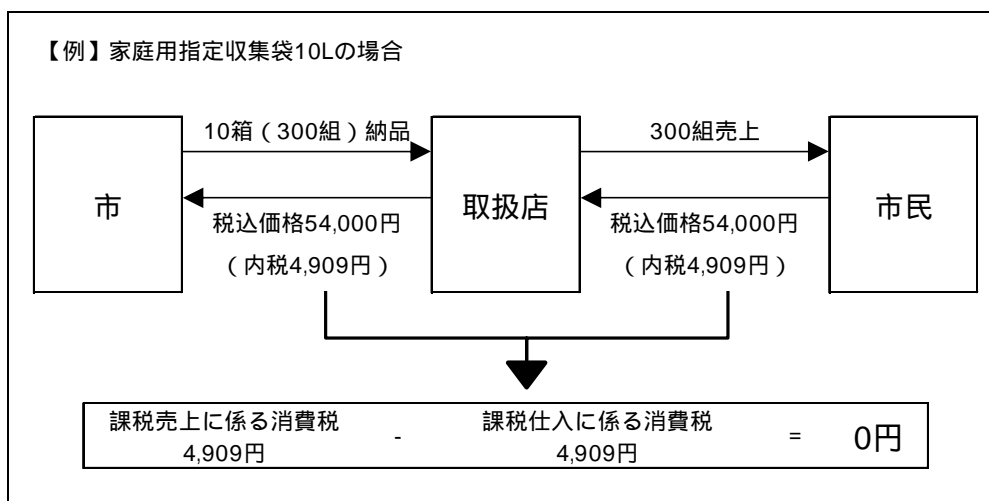 【例】家庭用指定収集袋10Lの場合
10箱（300組）納品
300組売上
市
取扱店
市民
税込価格54,000円
（内税4,909円）
税込価格54,000円
（内税4,909円）
課税売上に係る消費税
4,909円
-
課税仕入に係る消費税
4,909円
=
0円